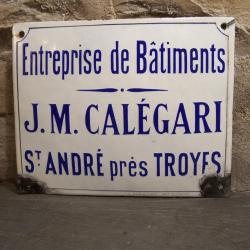 Entreprise de Bâtiments
J. M. CALÉGARI
ST ANDRÉ près TROYES